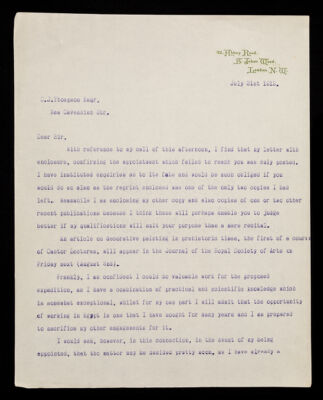 Abbey Road,
St. John's Wood,
London N.W.
July 31st 1912.
Esqr,
New Cavendish Str.
Dear Sir,
With reference to my call of this afternoon, I find that my letter with
enclosure, confirming the appointment which failed to reach you was duly posted.
I have instituted enquiries as to its fate and would be much obliged if you
would do so also as the reprint enclosed was one of the only two copies I had
left. Meanwhile I am enclosing my other copy and also copies of one or two other
recent publications because I think these will perhaps enable you to judge
better if my qualifications will suit your purpose than a mere recital.
An article on decorative painting in prehistoric times, the first of a course
of Cantor Lectures, will appear in the Journal of the Royal Society of Arts on
Friday next (August 2nd).
Frankly, I am confident I could do valuable work for the proposed
expedition, as I have a combination of practical and scientific knowledge which
is somewhat exceptional, whilst for my own part I will admit that the opportunity
of working in Egypt is one that I have sought for many years and I am prepared
to sacrifice my other engagements for it.
I would ask, however, in this connection, in the event of my being
appointed, that the matter may be decided pretty soon, as I have already a